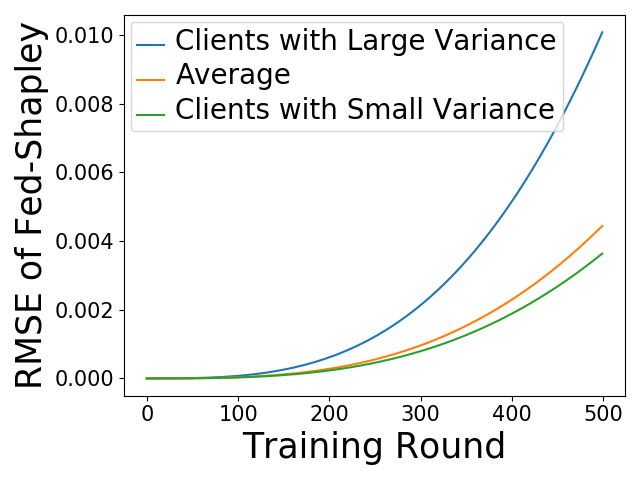 Clients with Large Variance
Average
Clients with Small Variance
RMSE of Fed-Shapley
0.010
0.008
0.006
0.004
0.002
0.000
0 100 200 300 400 500
Training Round